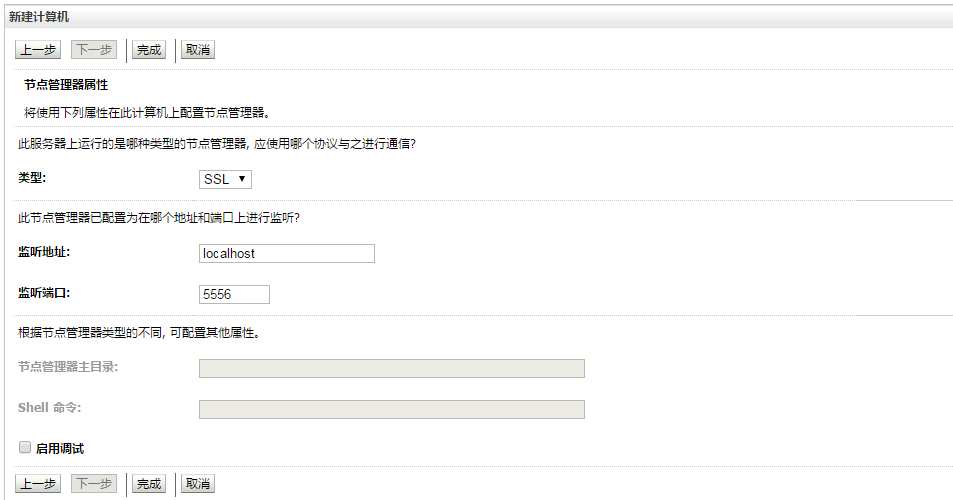 新建计算机
上一步 下一步 完成 取消
节点管理器属性
将使用下列属性在此计算机上配置节点管理器。
此服务器上运行的是哪种类型的节点管理器, 应使用哪个协议与之进行通信?
类型: SSL
此节点管理器已配置为在哪个地址和端口上进行监听?
监听地址: localhost
监听端口: 5556
根据节点管理器类型的不同, 可配置其他属性。
节点管理器主目录:
Shell 命令:
启用调试
上一步 下一步 完成 取消